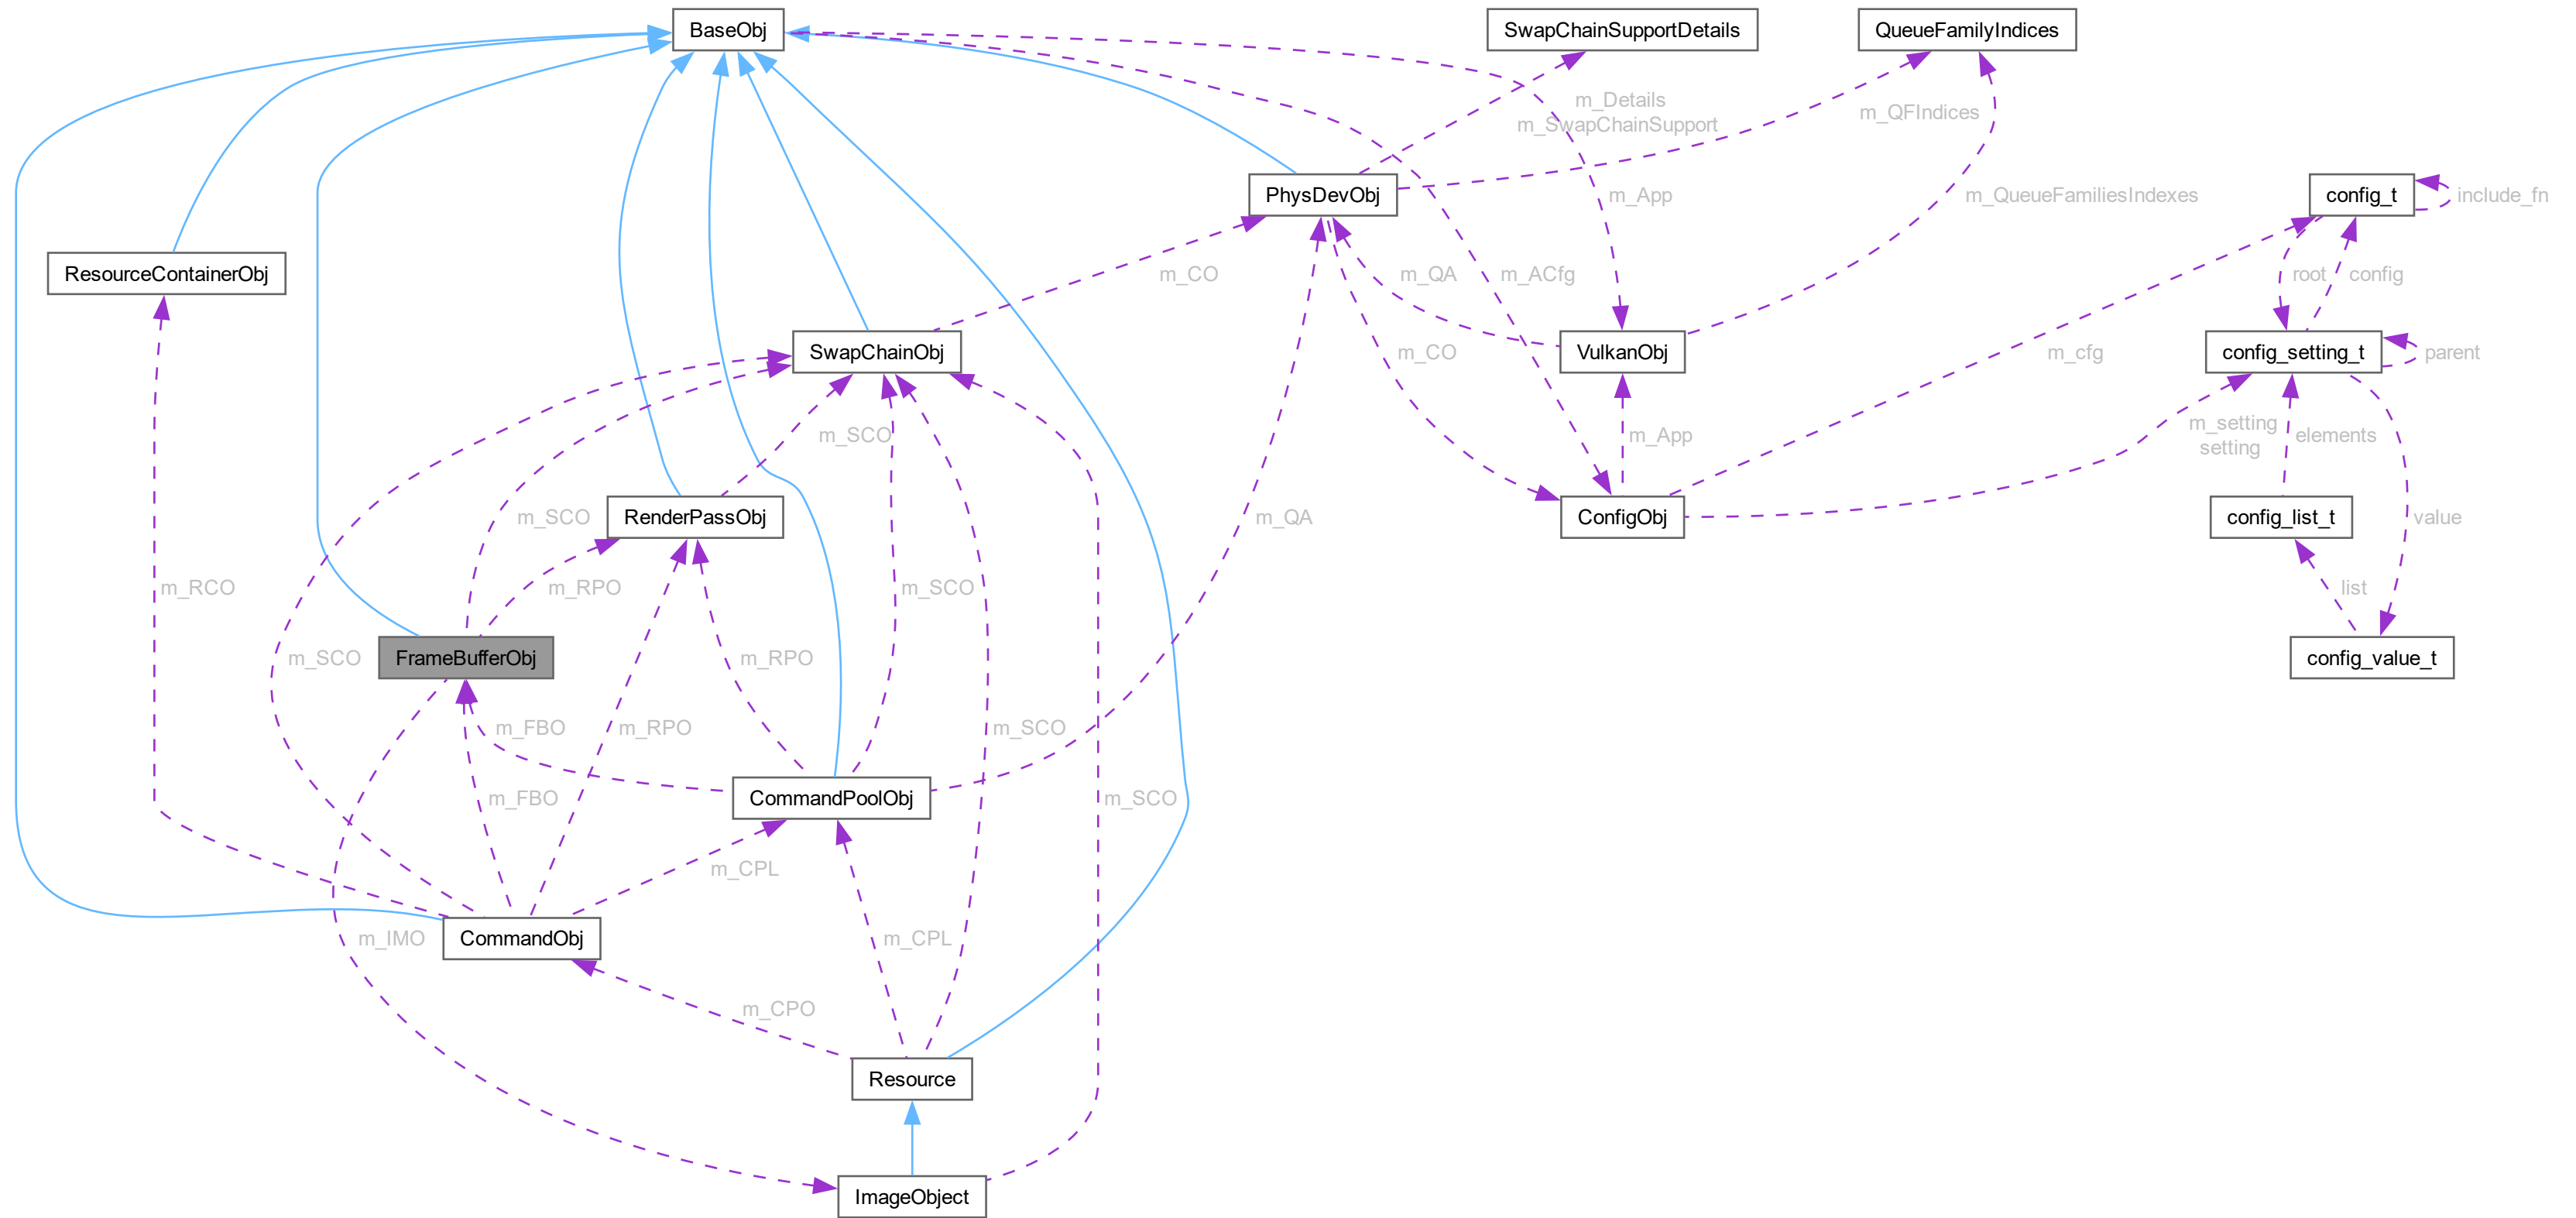 BaseObj
SwapChainSupportDetails
QueueFamilyIndices
m_Details
m_SwapChainSupport
m_QFIndices
PhysDevObj
m_App
m_QueueFamiliesIndexes
config_t
include_fn
ResourceContainerObj
m_CO
m_QA
m_ACfg
root
config
SwapChainObj
m_CO
VulkanObj
m_cfg
config_setting_t
parent
m_SCO
m_App
m_setting
setting
elements
m_SCO
RenderPassObj
m_QA
ConfigObj
config_list_t
value
m_RCO
m_RPO
m_SCO
list
m_SCO
FrameBufferObj
m_RPO
config_value_t
m_FBO
m_RPO
m_SCO
m_FBO
CommandPoolObj
m_SCO
m_CPL
m_IMO
CommandObj
m_CPL
m_CPO
Resource
ImageObject